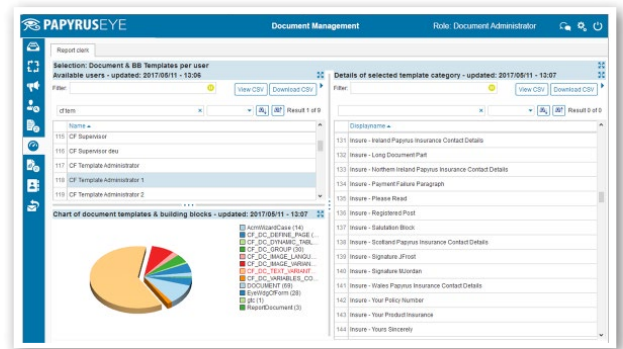 PAPYRUSEYE
Document Management
Role: Document Administrator
Report client
Selection: Document & BB Templates per user
Available users - updated: 2017/05/11 - 13:06
Filter:
View CSV
Download CSV
cf tem
Result 1 of 9
Name
115 CF Supervisor
116 CF Supervisor deu
117 CF Template Administrator
118 CF Template Administrator 1
119 CF Template Administrator 2
Chart of document templates & building blocks - updated: 2017/05/11 - 13:07
AcmWizardCase (14)
CF_DC_DEFINE_PAGE (...
CF_DC_DYNAMIC_TABL...
CF_DC_GROUP (30)
CF_DC_IMAGE_LANGU...
CF_DC_IMAGE_VARIAN...
CF_DC_TEXT_VARIANT...
CF_DC_VARIABLES_CO...
DOCUMENT (69)
EyeWdgCfForm (28)
gtc (1)
ReportDocument (3)
Details of selected template category - updated: 2017/05/11 - 13:07
Filter:
View CSV
Download CSV
Result 0 of 0
Displayname
131 Insure - Ireland Papyrus Insurance Contact Details
132 Insure - Long Document Part
133 Insure - Northern Ireland Papyrus Insurance Contact Details
134 Insure - Payment Failure Paragraph
135 Insure - Please Read
136 Insure - Registered Post
137 Insure - Salutation Block
138 Insure - Scotland Papyrus Insurance Contact Details
139 Insure - Signature JFrost
140 Insure - Signature MJordan
141 Insure - Wales Papyrus Insurance Contact Details
142 Insure - Your Policy Number
143 Insure - Your Product Insurance
144 Insure - Yours Sincerely